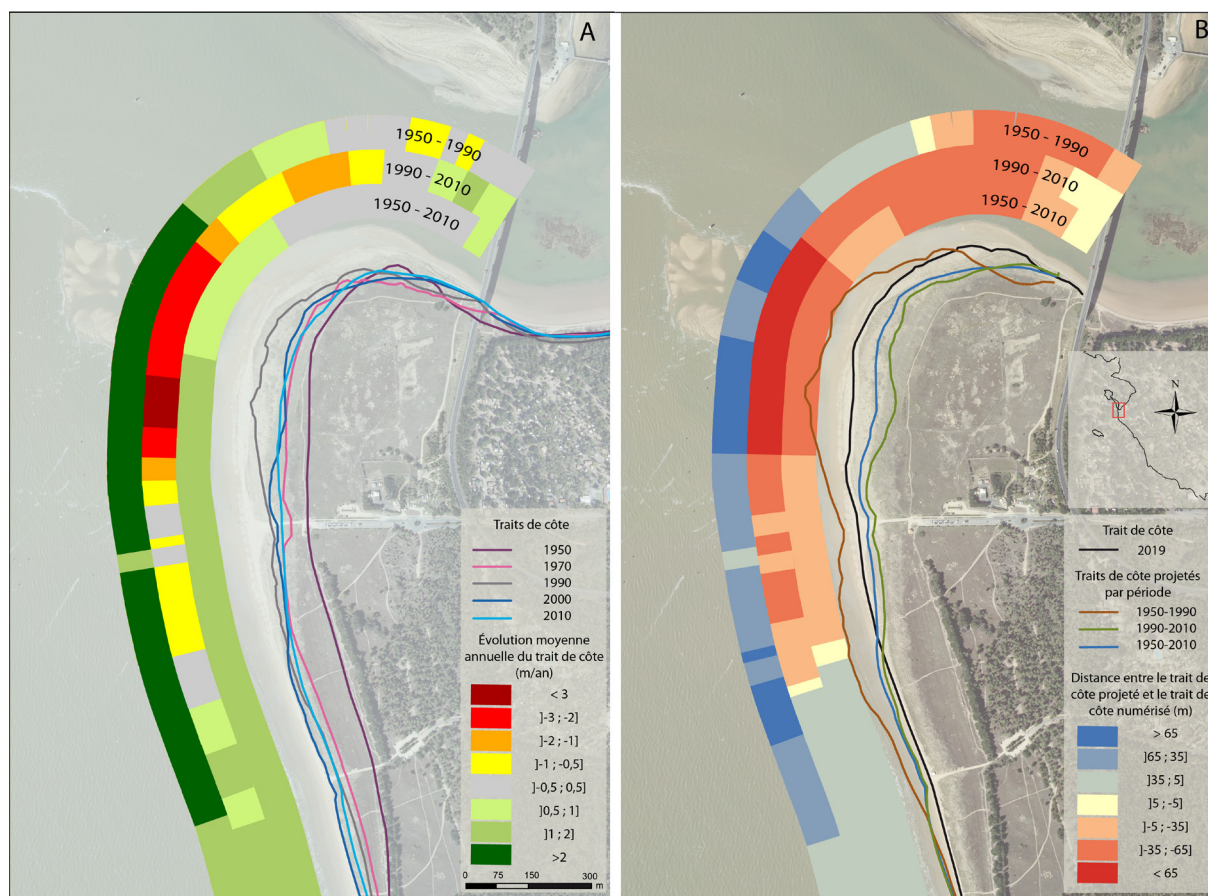 A
1950 - 1990
1990 - 2010
1950 - 2010
Traits de côte
1950
1970
1990
2000
2010
Évolution moyenne
annuelle du trait de côte
(m/an)
< 3
]-3 ; -2]
]-2 ; -1]
]-1 ; -0,5]
]-0,5 ; 0,5]
]0,5 ; 1]
]1 ; 2]
>2
0 75 150 300
m
B
1950 - 1990
1990 - 2010
1950 - 2010
N
Trait de côte
2019
Traits de côte projetés
par période
1950-1990
1990-2010
1950-2010
Distance entre le trait de
côte projeté et le trait de
côte numérisé (m)
> 65
]65 ; 35]
]35 ; 5]
]5 ; -5]
]-5 ; -35]
]-35 ; -65]
< 65